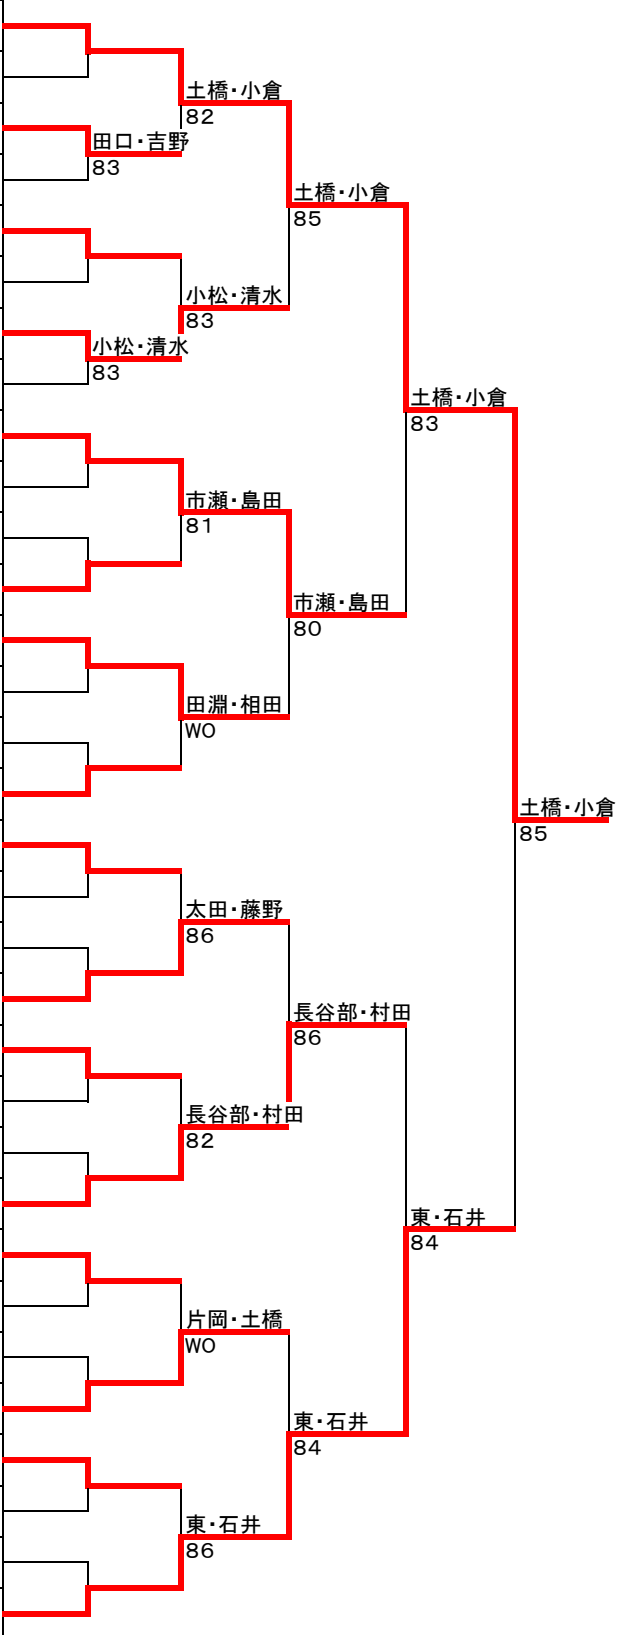 土橋・小倉
82
田口・吉野
83
土橋・小倉
85
小松・清水
83
小松・清水
83
土橋・小倉
83
市瀬・島田
81
市瀬・島田
80
田淵・相田
WO
土橋・小倉
85
太田・藤野
86
長谷部・村田
86
長谷部・村田
82
東・石井
84
片岡・土橋
WO
東・石井
84
東・石井
86